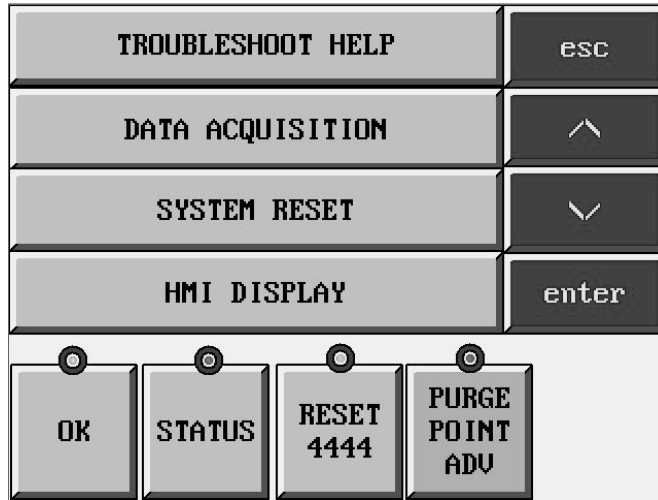 TROUBLESHOOT HELP
esc
DATA ACQUISITION
SYSTEM RESET
HMI DISPLAY
enter
OK
STATUS
RESET
4444
PURGE
POINT
ADV